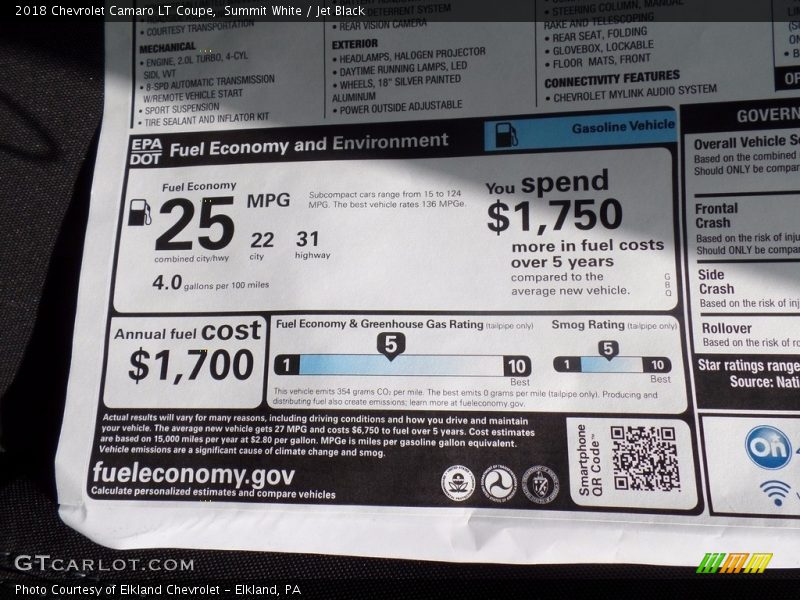 2018 Chevrolet Camaro LT Coupe, Summit White / Jet Black
• COURTESY TRANSPORTATION
MECHANICAL
• ENGINE, 2.0L TURBO, 4-CYL
SIDI, VVT
• 8-SPD AUTOMATIC TRANSMISSION
W/REMOTE VEHICLE START
• SPORT SUSPENSION
• TIRE SEALANT AND INFLATOR KIT
DETERRENT SYSTEM
• REAR VISION CAMERA
EXTERIOR
• HEADLAMPS, HALOGEN PROJECTOR
• DAYTIME RUNNING LAMPS, LED
• WHEELS, 18" SILVER PAINTED
ALUMINUM
• POWER OUTSIDE ADJUSTABLE
• STEERING COLUMN, MANUAL
RAKE AND TELESCOPING
• REAR SEAT, FOLDING
• GLOVEBOX, LOCKABLE
• FLOOR MATS, FRONT
CONNECTIVITY FEATURES
• CHEVROLET MYLINK AUDIO SYSTEM
EPA
DOT
Fuel Economy and Environment
Gasoline Vehicle
Fuel Economy
25 MPG
combined city/hwy
22
city
31
highway
4.0 gallons per 100 miles
Subcompact cars range from 15 to 124
MPG. The best vehicle rates 136 MPGe.
You spend
$1,750
more in fuel costs
over 5 years
compared to the
average new vehicle.
G
B
Q
Annual fuel cost
$1,700
Fuel Economy & Greenhouse Gas Rating (tailpipe only)
5
1
10
Best
Smog Rating (tailpipe only)
5
1
10
Best
This vehicle emits 354 grams CO₂ per mile. The best emits 0 grams per mile (tailpipe only). Producing and
distributing fuel also create emissions; learn more at fueleconomy.gov.
Actual results will vary for many reasons, including driving conditions and how you drive and maintain
your vehicle. The average new vehicle gets 27 MPG and costs $6,750 to fuel over 5 years. Cost estimates
are based on 15,000 miles per year at $2.80 per gallon. MPGe is miles per gasoline gallon equivalent.
Vehicle emissions are a significant cause of climate change and smog.
fueleconomy.gov
Calculate personalized estimates and compare vehicles
Smartphone
QR Code™
GOVERN
Overall Vehicle S
Based on the combined
Should ONLY be compar
Frontal
Crash
Based on the risk of inju
Should ONLY be compa
Side
Crash
Based on the risk of inj
Rollover
Based on the risk of ro
Star ratings range
Source: Nati
On
GTCARLOT.COM
Photo Courtesy of Elkland Chevrolet - Elkland, PA